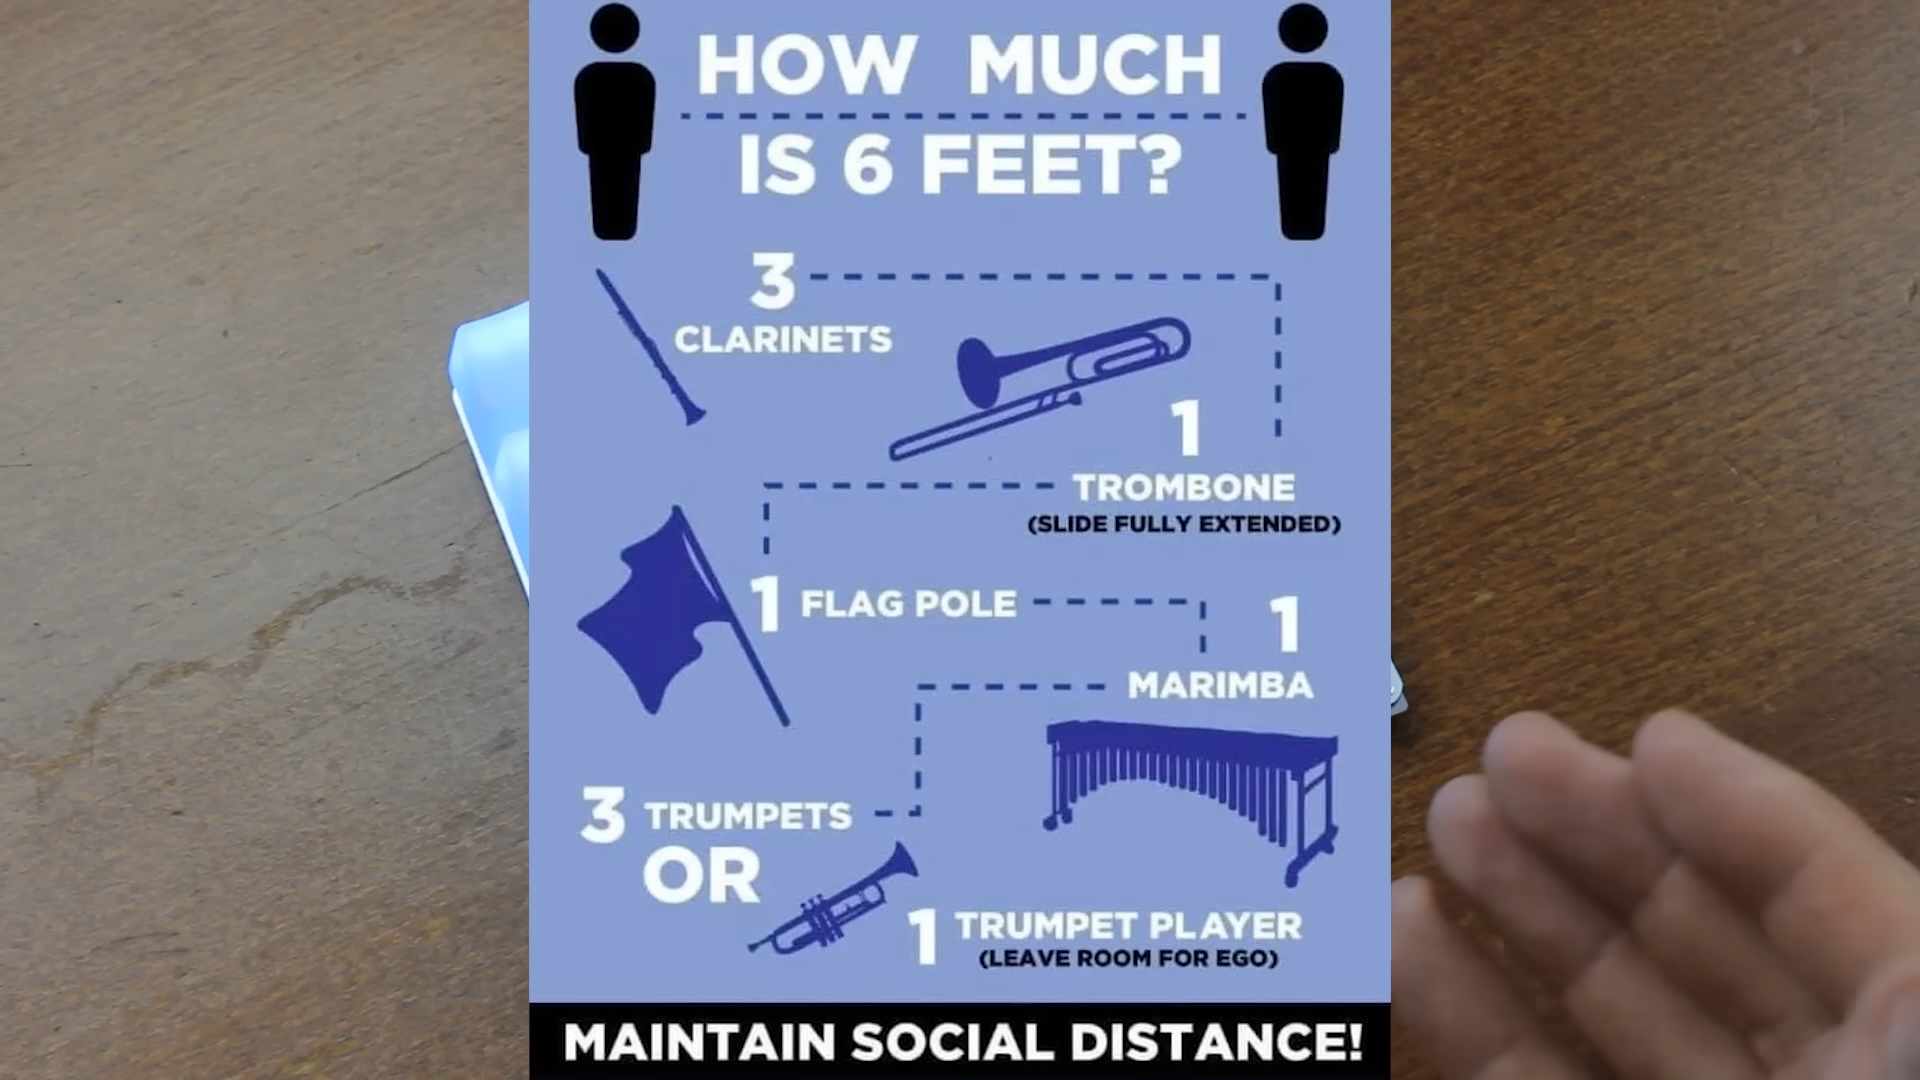 HOW MUCH
IS 6 FEET?
3
CLARINETS
1
TROMBONE
(SLIDE FULLY EXTENDED)
1 FLAG POLE
1
MARIMBA
3 TRUMPETS
OR
1 TRUMPET PLAYER
(LEAVE ROOM FOR EGO)
MAINTAIN SOCIAL DISTANCE!